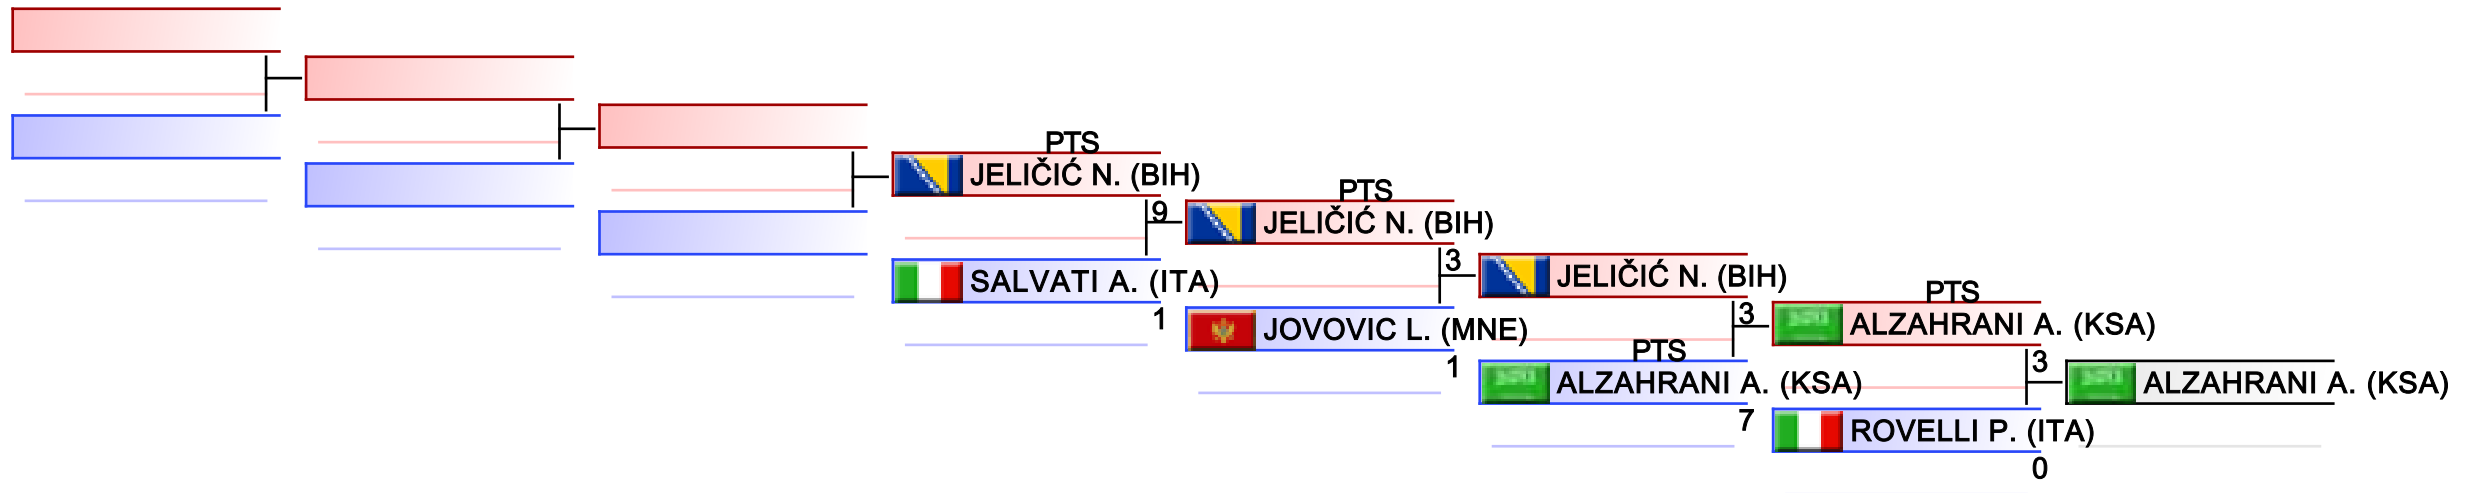 PTS
JELIČIĆ N. (BIH)
9
SALVATI A. (ITA)
1
PTS
JELIČIĆ N. (BIH)
3
JOVOVIC L. (MNE)
1
JELIČIĆ N. (BIH)
3
PTS
ALZAHRANI A. (KSA)
7
PTS
ALZAHRANI A. (KSA)
3
ROVELLI P. (ITA)
0
ALZAHRANI A. (KSA)